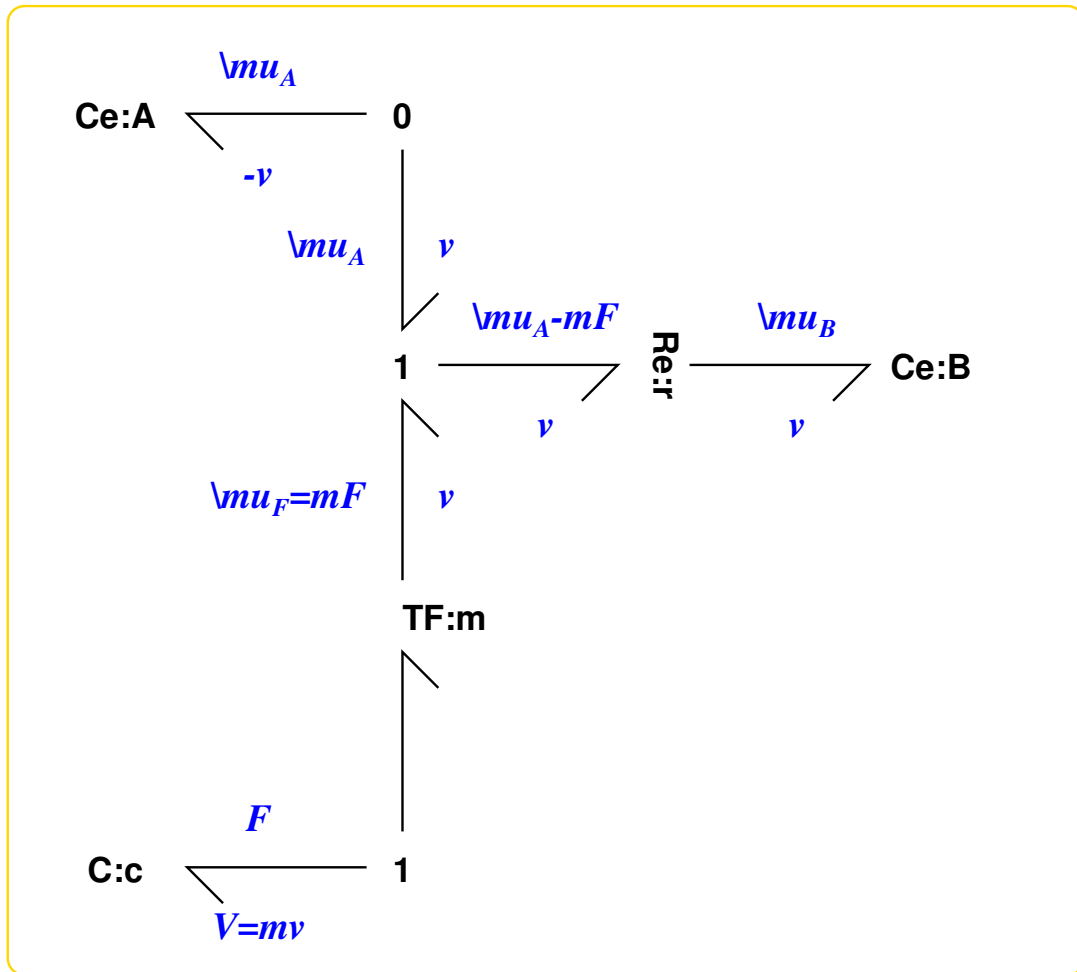 \mu_A
Ce:A 0
-v
\mu_A v
\mu_A-mF \mu_B
1 Re:r Ce:B
v v
\mu_F=mF v
TF:m
F
C:c 1
V=mv